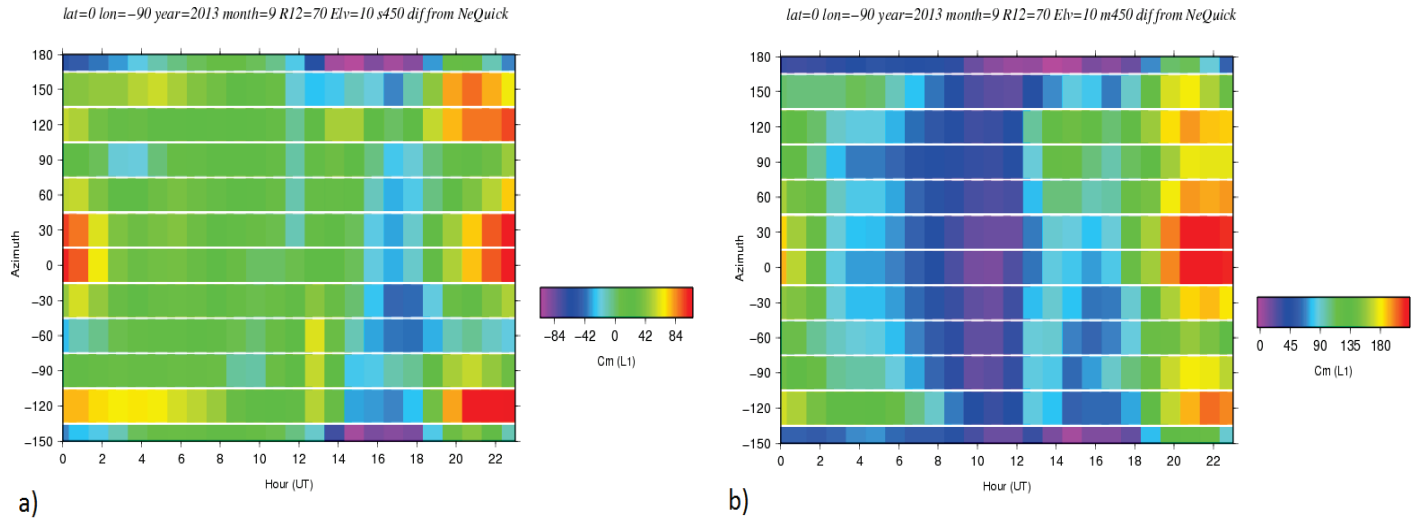 lat=0 lon=−90 year=2013 month=9 R12=70 Elv=10 s450 dif from NeQuick
180
150
120
90
60
30
0
−30
−60
−90
−120
−150
Azimuth
0 2 4 6 8 10 12 14 16 18 20 22
Hour (UT)
−84 −42 0 42 84
Cm (L1)
a)
lat=0 lon=−90 year=2013 month=9 R12=70 Elv=10 m450 dif from NeQuick
180
150
120
90
60
30
0
−30
−60
−90
−120
−150
Azimuth
0 2 4 6 8 10 12 14 16 18 20 22
Hour (UT)
0 45 90 135 180
Cm (L1)
b)